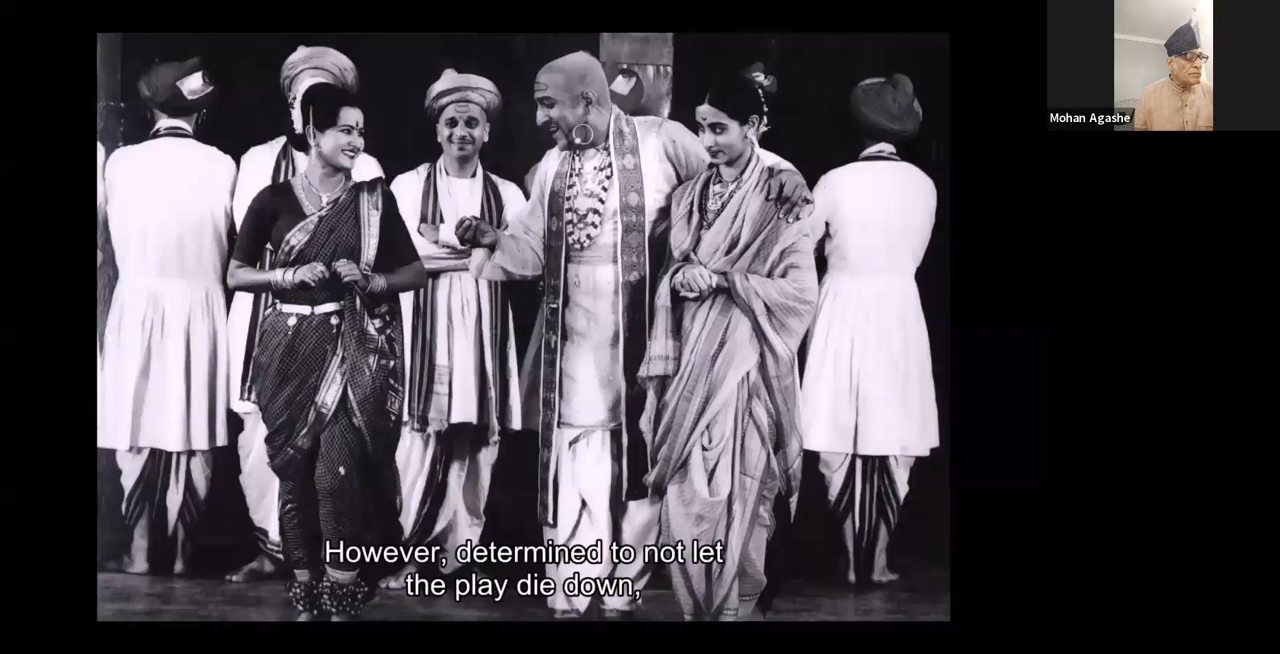 Mohan Agashe
However, determined to not let
the play die down,